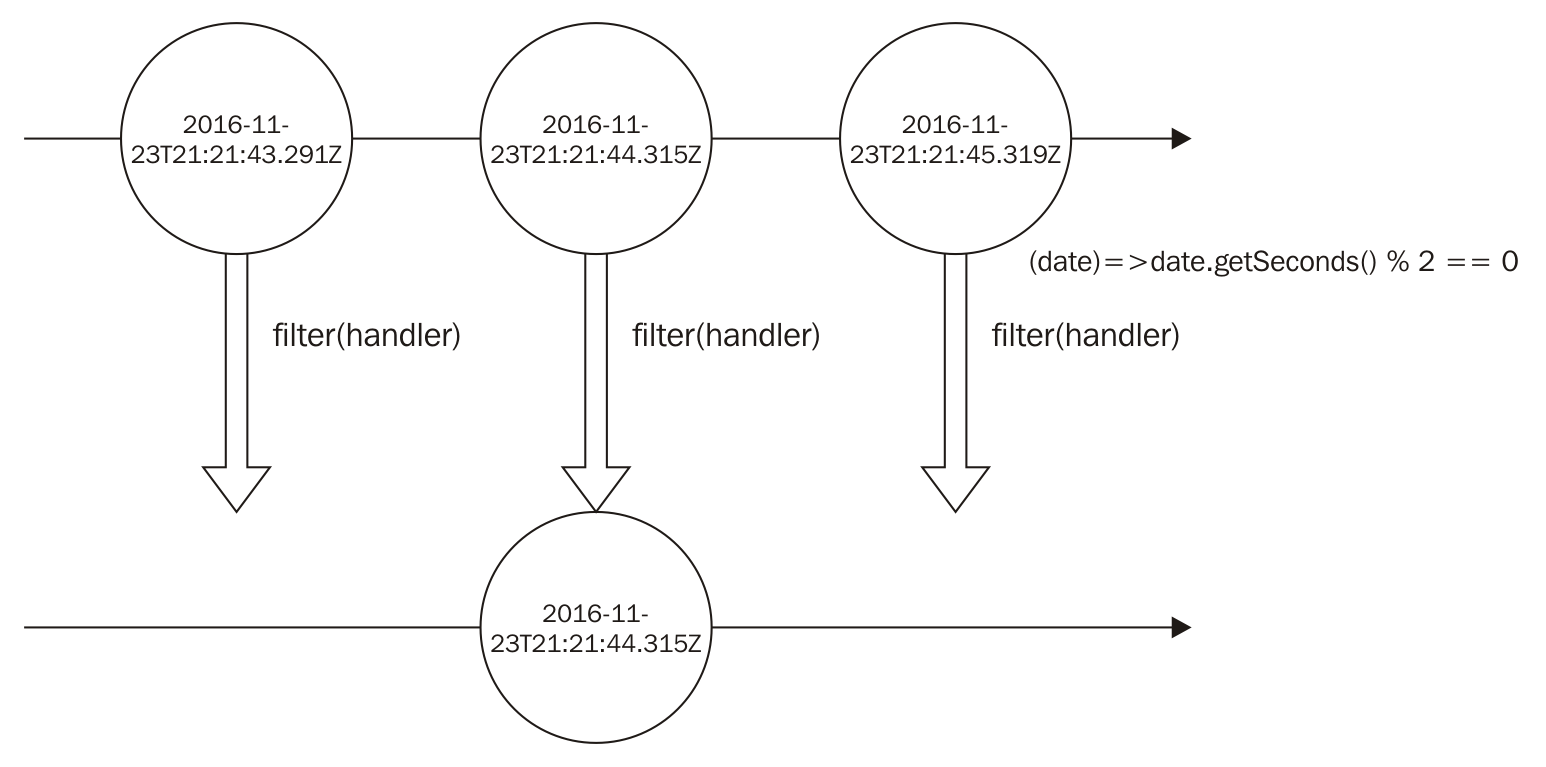 2016-11-
23T21:21:43.291Z
2016-11-
23T21:21:44.315Z
2016-11-
23T21:21:45.319Z
(date)=>date.getSeconds() % 2 == 0
filter(handler)
filter(handler)
filter(handler)
2016-11-
23T21:21:44.315Z